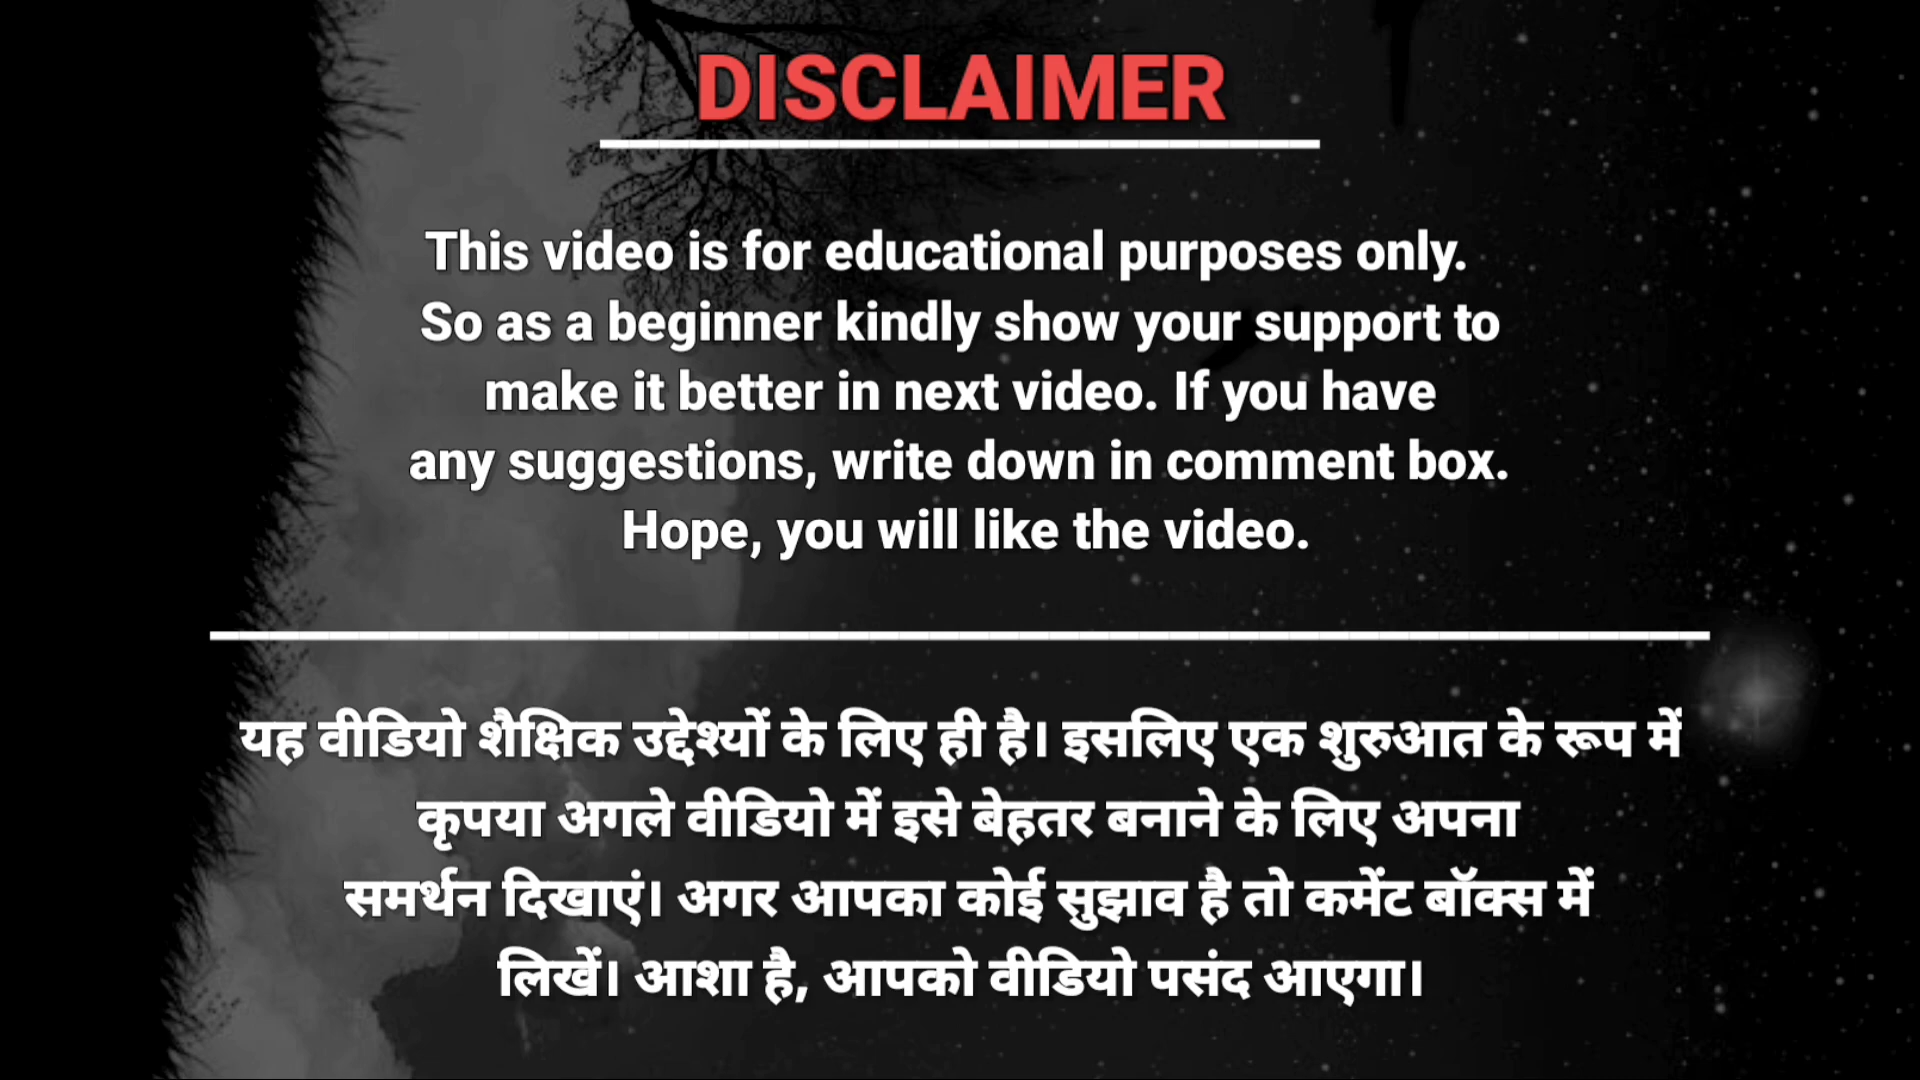 DISCLAIMER
This video is for educational purposes only.
So as a beginner kindly show your support to
make it better in next video. If you have
any suggestions, write down in comment box.
Hope, you will like the video.
यह वीडियो शैक्षिक उद्देश्यों के लिए ही है। इसलिए एक शुरुआत के रूप में
कृपया अगले वीडियो में इसे बेहतर बनाने के लिए अपना
समर्थन दिखाएं। अगर आपका कोई सुझाव है तो कमेंट बॉक्स में
लिखें। आशा है, आपको वीडियो पसंद आएगा।